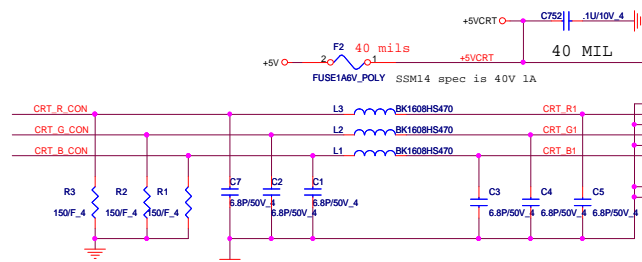 C752 .1U/10V_4
+5VCRT
F2 40 mils 40 MIL
+5V 2 1 +5VCRT
FUSE1A6V_POLY SSM14 spec is 40V 1A
CRT_R_CON L3 BK1608HS470 CRT_R1
CRT_G_CON L2 BK1608HS470 CRT_G1
CRT_B_CON L1 BK1608HS470 CRT_B1
R3 R2 R1 C7 C2 C1 C3 C4 C5
150/F_4 150/F_4 150/F_4 6.8P/50V_4 6.8P/50V_4 6.8P/50V_4 6.8P/50V_4 6.8P/50V_4 6.8P/50V_4